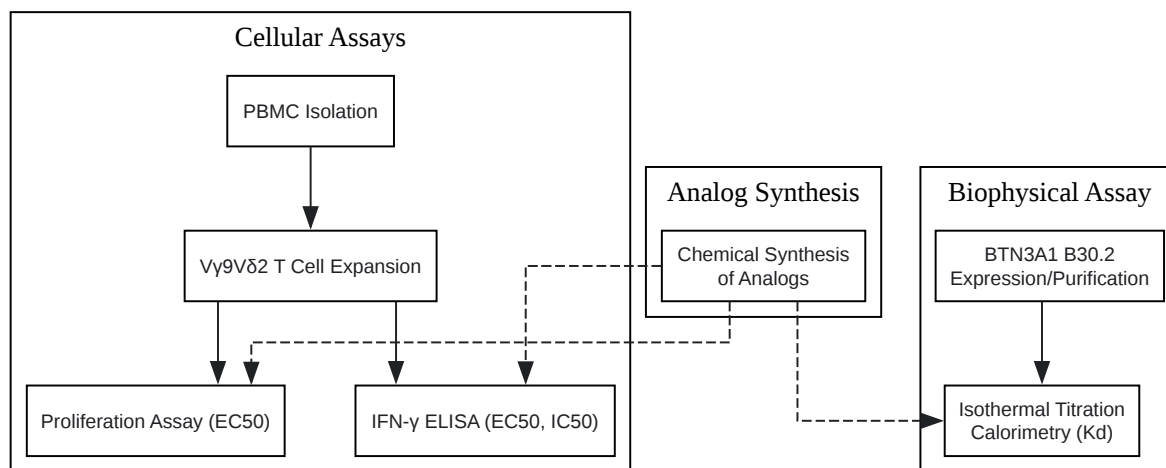 Cellular Assays
PBMC Isolation
Vγ9Vδ2 T Cell Expansion
Proliferation Assay (EC50)
IFN-γ ELISA (EC50, IC50)
Analog Synthesis
Chemical Synthesis
of Analogs
Biophysical Assay
BTN3A1 B30.2
Expression/Purification
Isothermal Titration
Calorimetry (Kd)